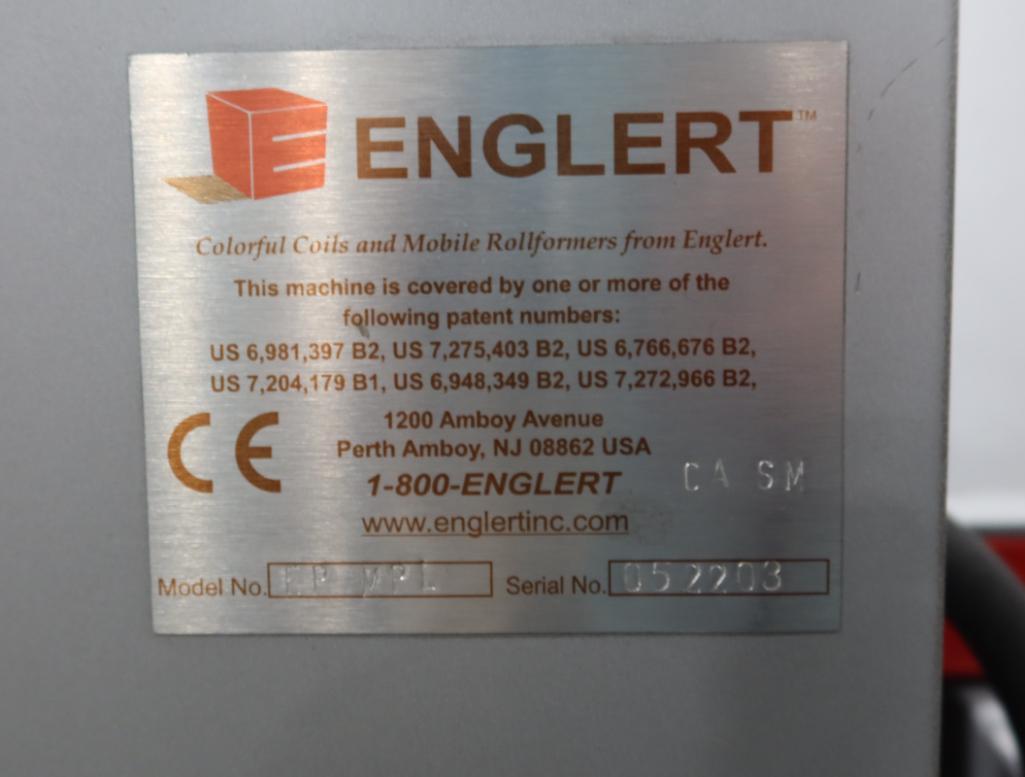 ENGLERT™
Colorful Coils and Mobile Rollformers from Englert.
This machine is covered by one or more of the
following patent numbers:
US 6,981,397 B2, US 7,275,403 B2, US 6,766,676 B2,
US 7,204,179 B1, US 6,948,349 B2, US 7,272,966 B2,
CE
1200 Amboy Avenue
Perth Amboy, NJ 08862 USA
1-800-ENGLERT
CA SM
www.englertinc.com
Model No. Serial No. 052203